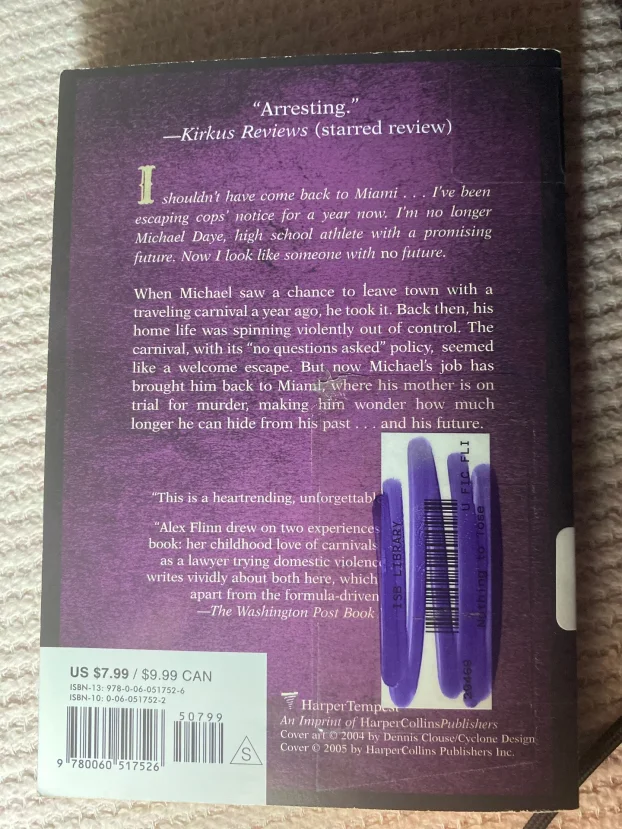 “Arresting.”
—Kirkus Reviews (starred review)
I shouldn't have come back to Miami . . . I've been
escaping cops' notice for a year now. I'm no longer
Michael Daye, high school athlete with a promising
future. Now I look like someone with no future.
When Michael saw a chance to leave town with a
traveling carnival a year ago, he took it. Back then, his
home life was spinning violently out of control. The
carnival, with its “no questions asked” policy, seemed
like a welcome escape. But now Michael's job has
brought him back to Miami, where his mother is on
trial for murder, making him wonder how much
longer he can hide from his past . . . and his future.
“This is a heartrending, unforgettabl
“Alex Flinn drew on two experiences
book: her childhood love of carnivals
as a lawyer trying domestic violence
writes vividly about both here, which
apart from the formula-driven
—The Washington Post Book
ISB LIBRARY
U FIC FLI
Nothing to lose
US $7.99 / $9.99 CAN
ISBN-13: 978-0-06-051752-6
ISBN-10: 0-06-051752-2
50799
9 780060 517526
S
HarperTempest
An Imprint of HarperCollinsPublishers
Cover art © 2004 by Dennis Clouse/Cyclone Design
Cover © 2005 by HarperCollins Publishers Inc.